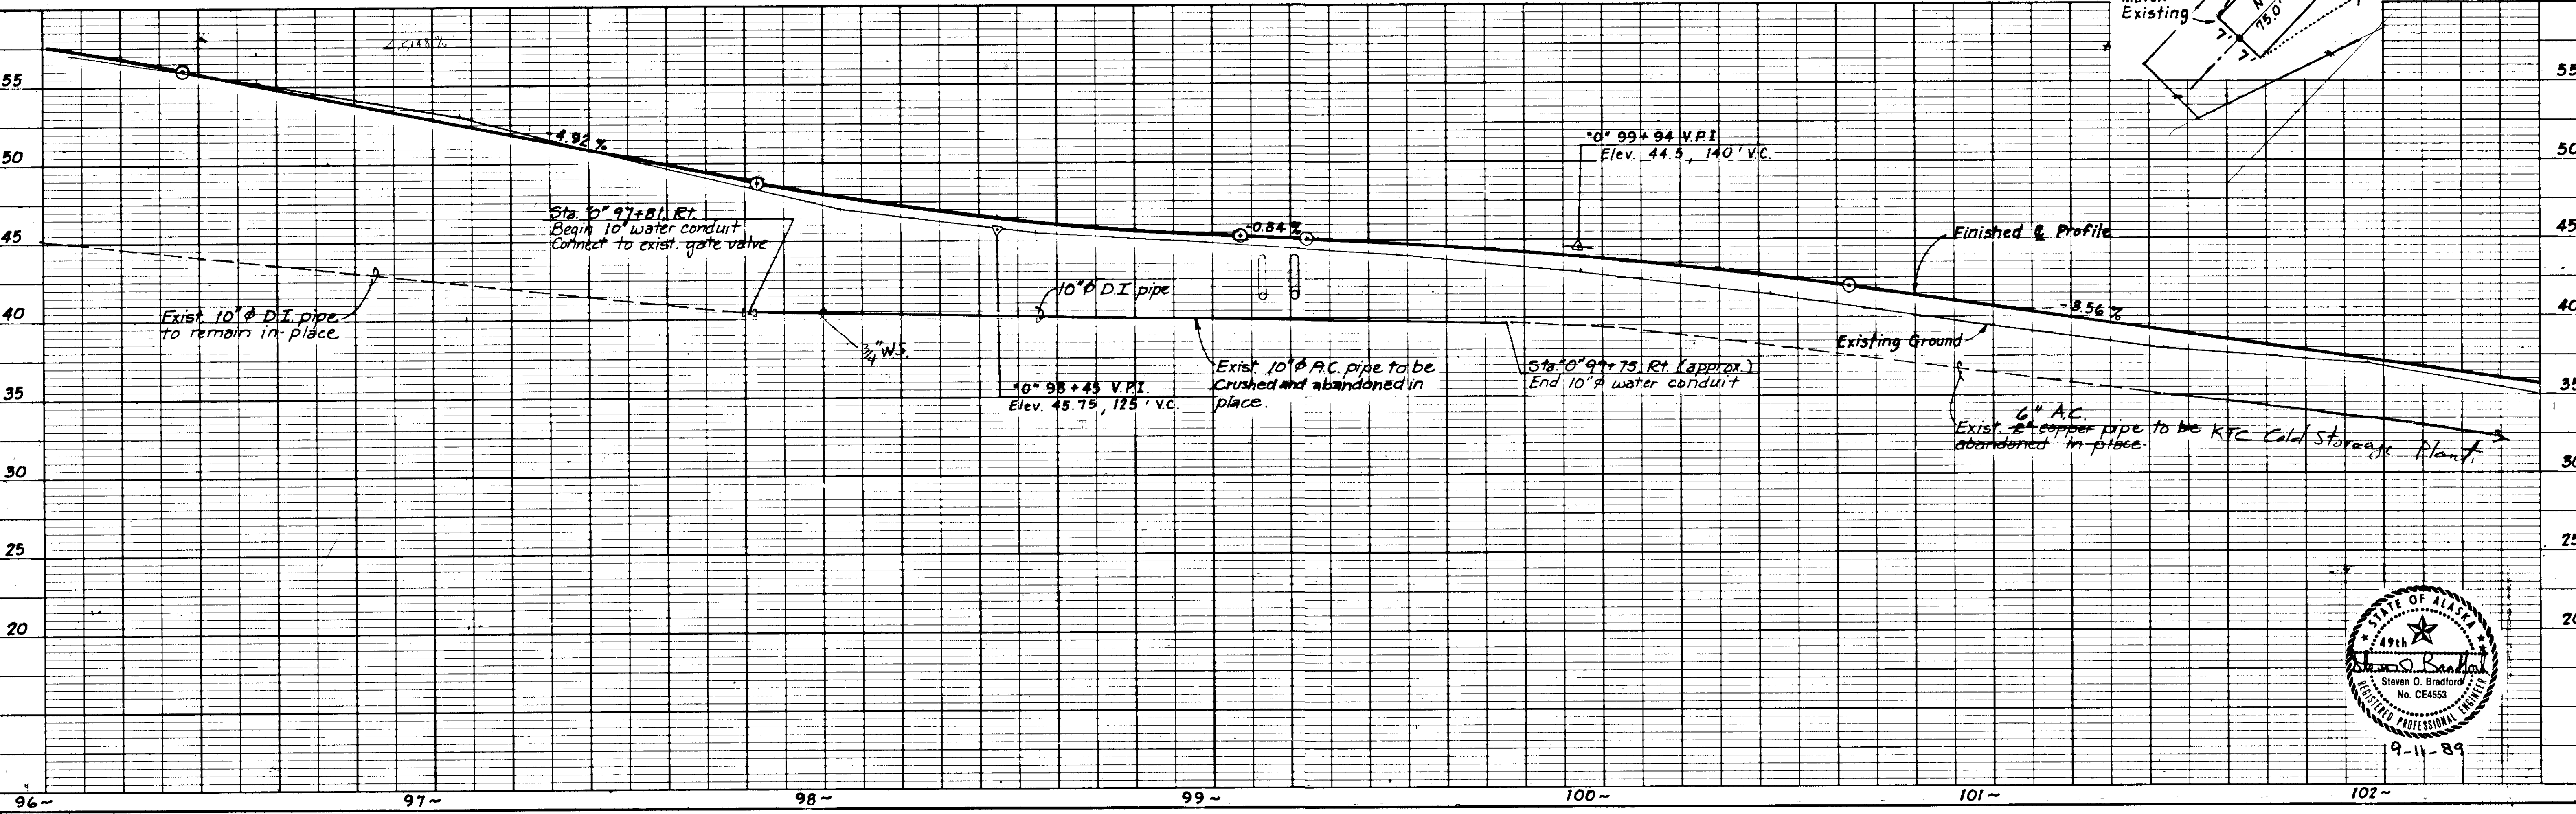 Existing
N
75.0'
7'
7'
55
50
45
40
35
30
25
20
55
50
45
40
35
30
25
20
-4.92 %
"0" 99+94 V.P.I.
Elev. 44.5, 140' V.C.
Sta. "0" 97+81, Rt.
Begin 10" water conduit
Connect to exist. gate valve
-0.84 %
Finished ℄ Profile
10"ø D.I. pipe
Exist. 10"ø D.I. pipe
to remain in-place
3/4" W.S.
-3.56 %
Existing Ground
Exist. 10"ø A.C. pipe to be
Crushed and abandoned in
place.
Sta. "0" 99+75, Rt. (approx.)
End 10"ø water conduit
"0" 98+45 V.P.I.
Elev. 45.75, 125' V.C.
6" A.C.
Exist. 2" copper pipe to be KTC Cold Storage Plant.
abandoned in-place.
STATE OF ALASKA
49th
Steven O. Bradford
Steven O. Bradford
No. CE4553
REGISTERED PROFESSIONAL ENGINEER
9-11-89
96~
97~
98~
99~
100~
101~
102~